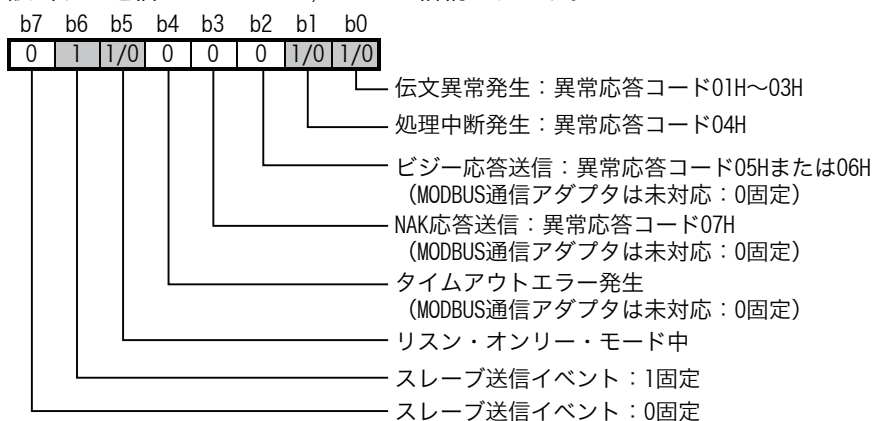 b7 b6 b5 b4 b3 b2 b1 b0
0 1 1/0 0 0 0 1/0 1/0
伝文異常発生：異常応答コード01H～03H
処理中断発生：異常応答コード04H
ビジー応答送信：異常応答コード05Hまたは06H
（MODBUS通信アダプタは未対応：0固定）
NAK応答送信：異常応答コード07H
（MODBUS通信アダプタは未対応：0固定）
タイムアウトエラー発生
（MODBUS通信アダプタは未対応：0固定）
リスン・オンリー・モード中
スレーブ送信イベント：1固定
スレーブ送信イベント：0固定